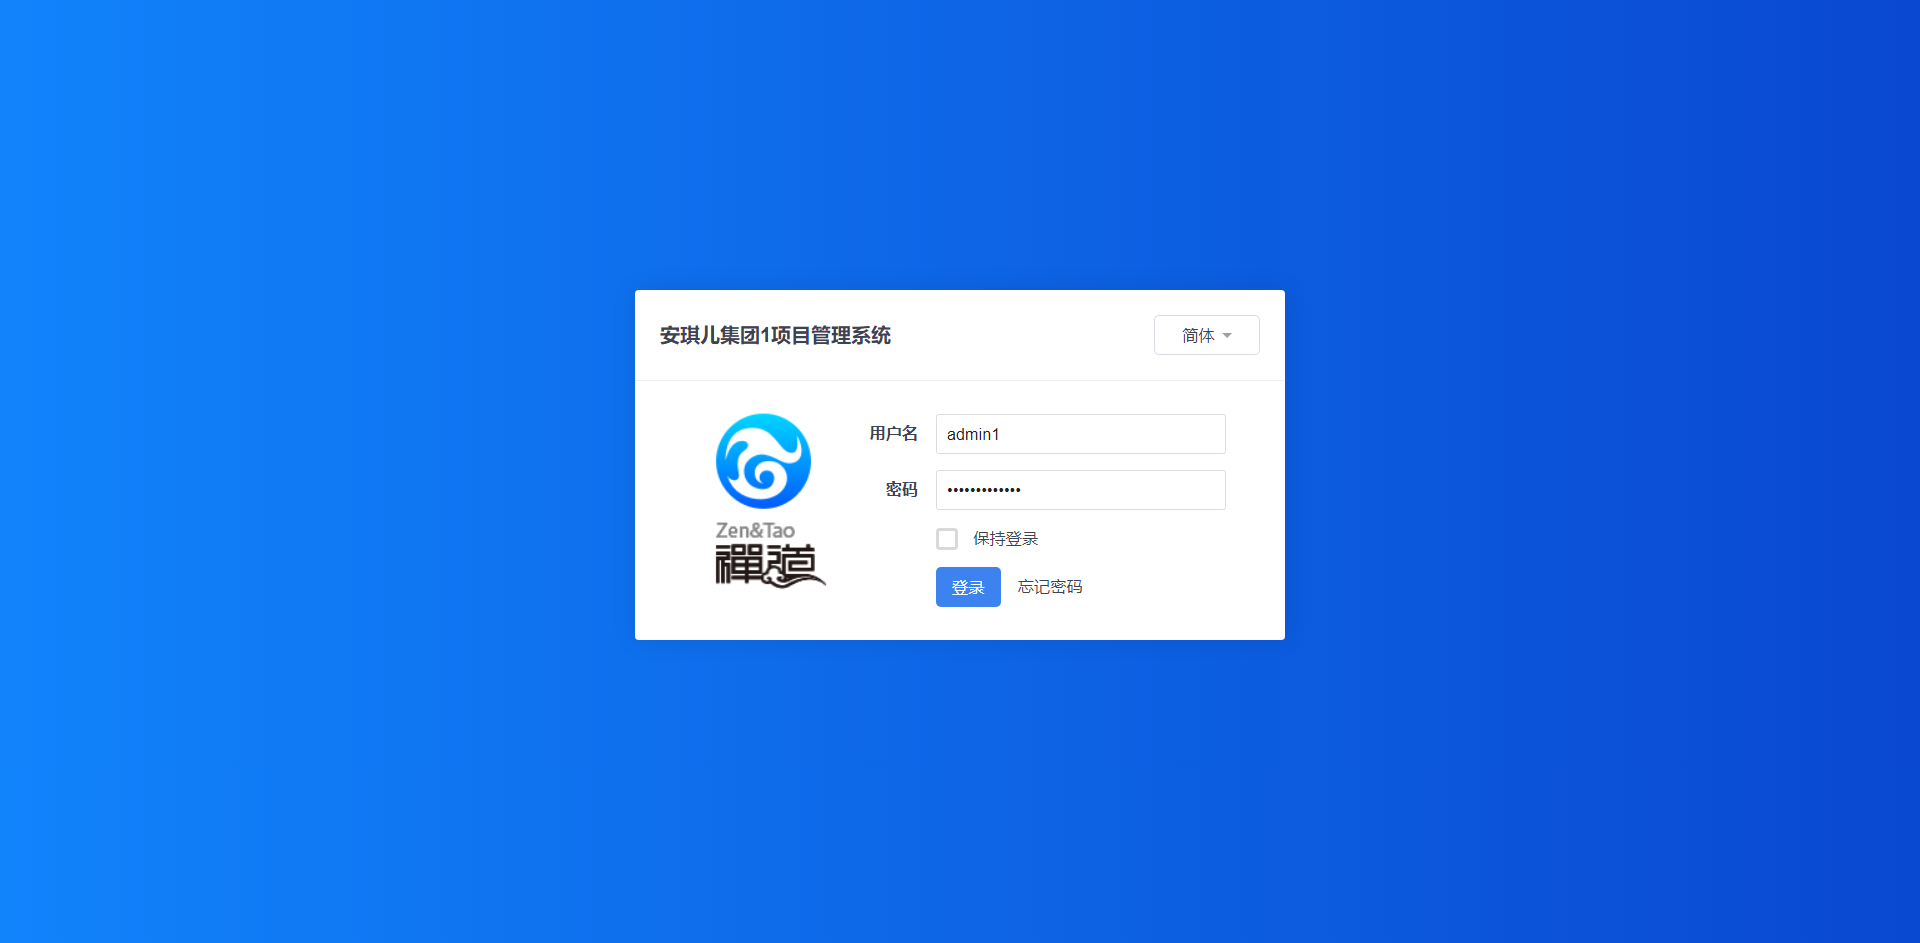 安琪儿集团1项目管理系统
简体
Zen&Tao
禅道
用户名
admin1
密码
•••••••••••••
保持登录
登录
忘记密码